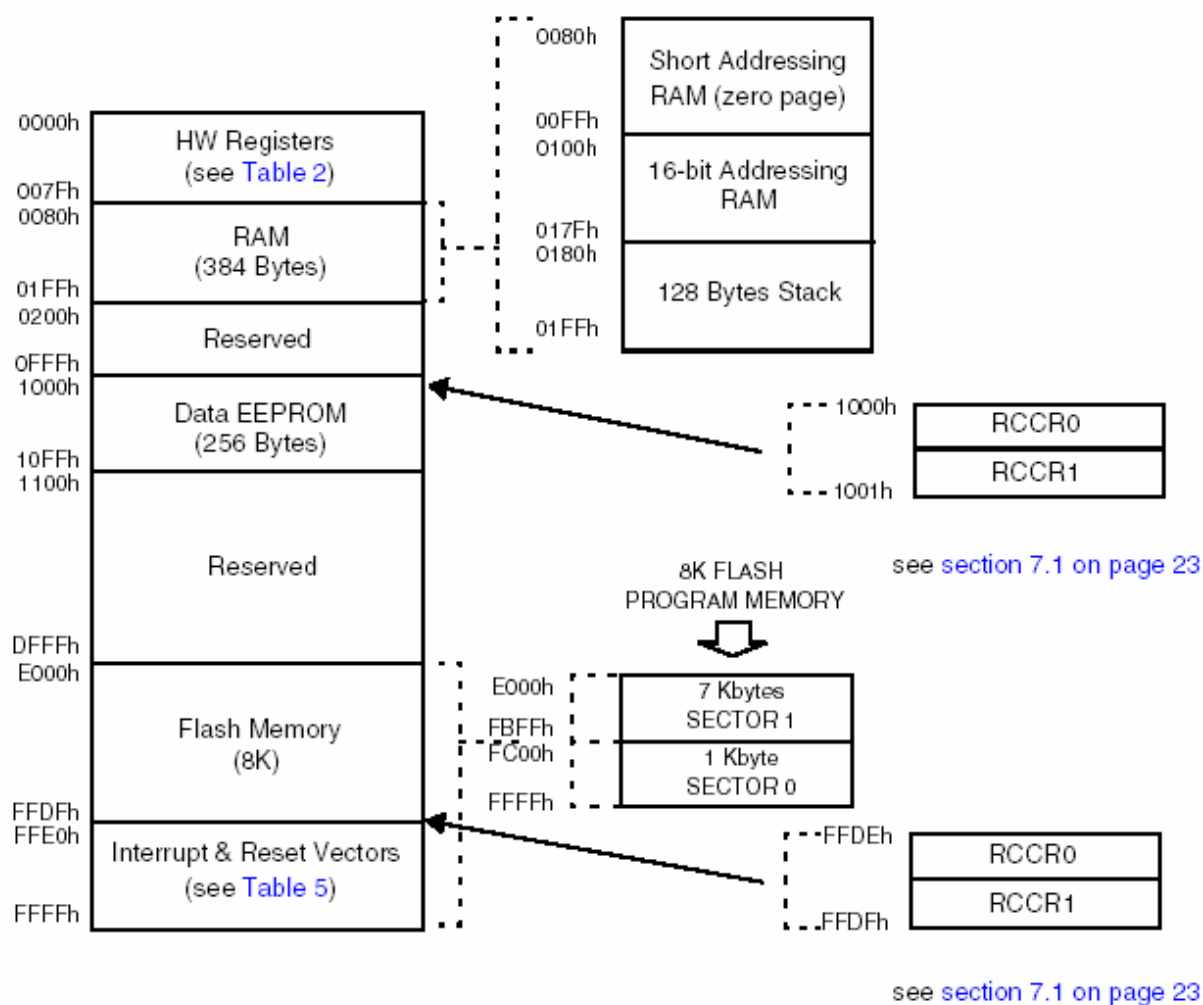 0000h
HW Registers
(see Table 2)
007Fh
0080h
RAM
(384 Bytes)
01FFh
0200h
Reserved
0FFFh
1000h
Data EEPROM
(256 Bytes)
10FFh
1100h
Reserved
DFFFh
E000h
Flash Memory
(8K)
FFDFh
FFE0h
Interrupt & Reset Vectors
(see Table 5)
FFFFh
0080h
Short Addressing
RAM (zero page)
00FFh
0100h
16-bit Addressing
RAM
017Fh
0180h
128 Bytes Stack
01FFh
1000h
RCCR0
RCCR1
1001h
see section 7.1 on page 23
8K FLASH
PROGRAM MEMORY
E000h
7 Kbytes
SECTOR 1
FBFFh
FC00h
1 Kbyte
SECTOR 0
FFFFh
FFDEh
RCCR0
RCCR1
FFDFh
see section 7.1 on page 23